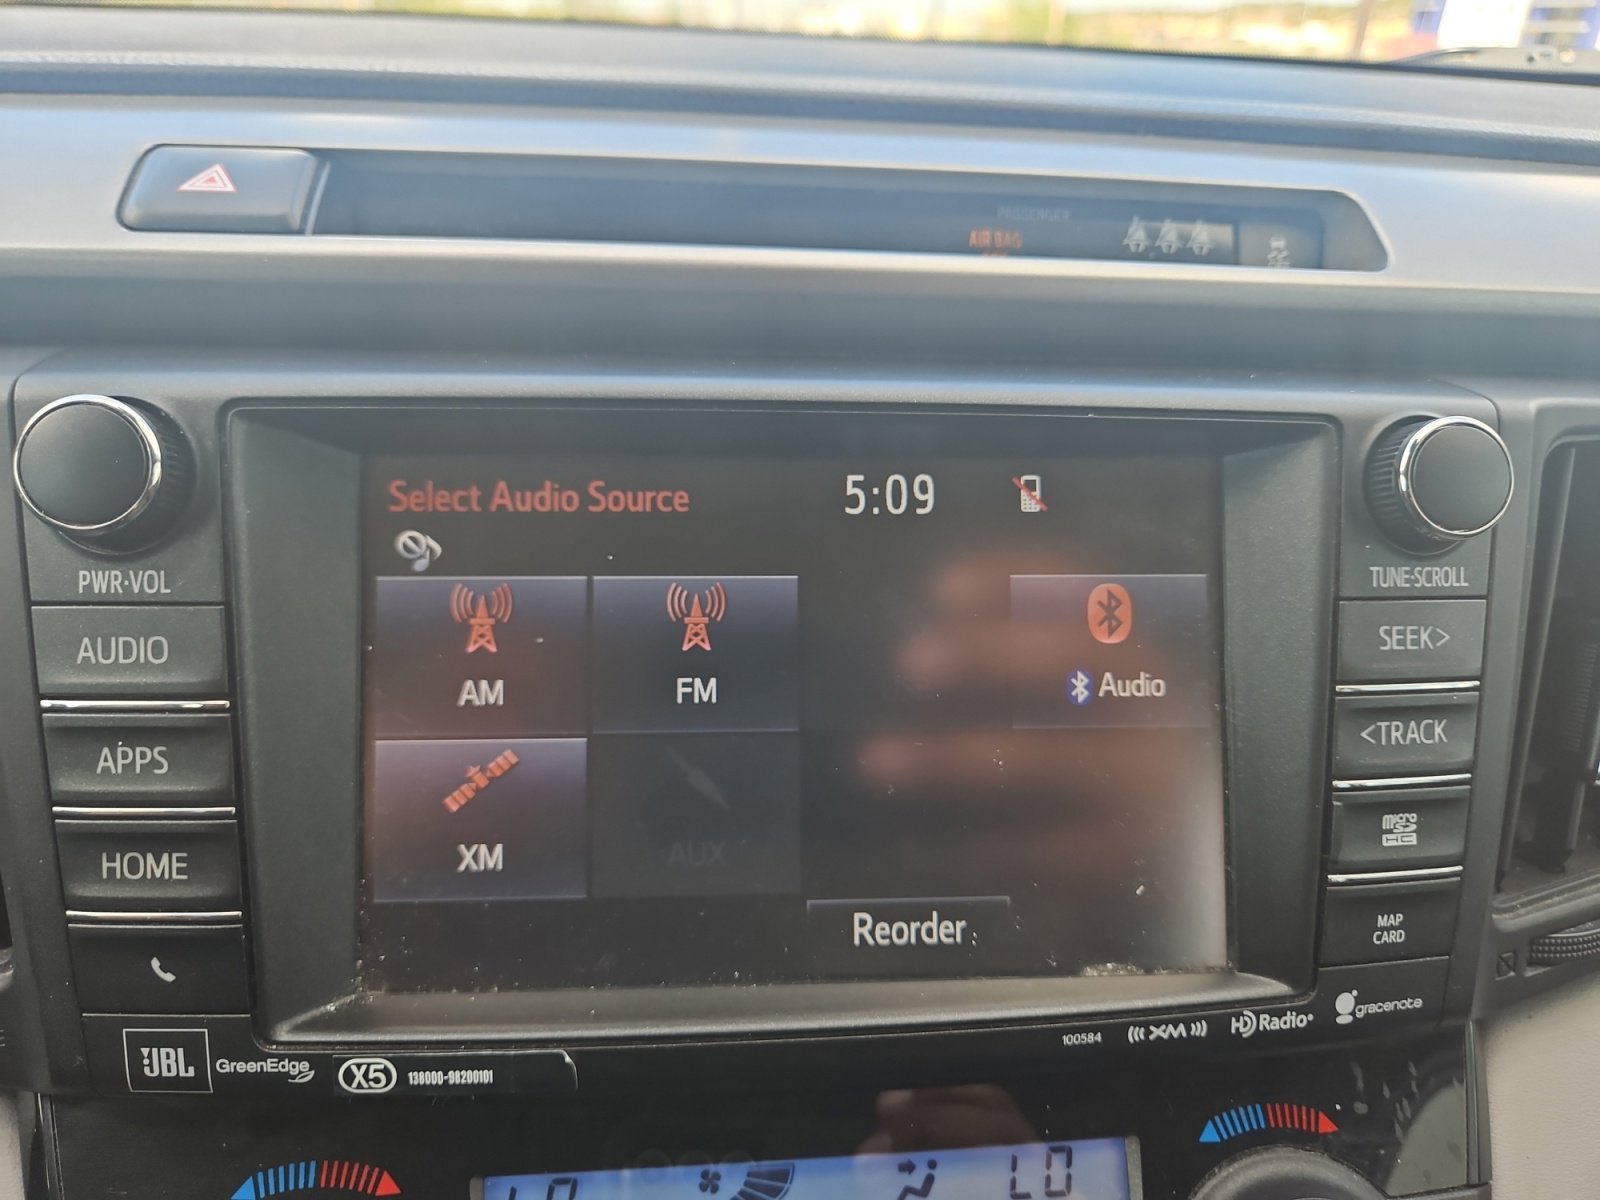 PASSENGER
AIR BAG
Select Audio Source
5:09
PWR·VOL
TUNE·SCROLL
AUDIO
AM
FM
Audio
SEEK>
APPS
<TRACK
HOME
XM
AUX
micro
SD
HC
Reorder
MAP
CARD
JBL
GreenEdge
X5
138000-98200101
100584
((( XM )))
HD Radio
gracenote
LO
LO